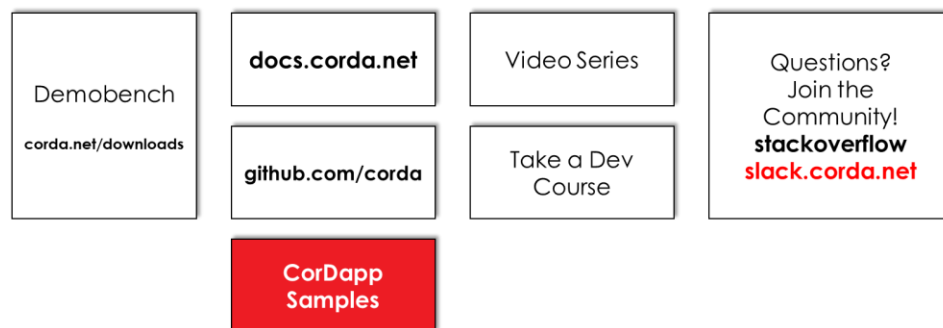 Demobench
corda.net/downloads
docs.corda.net
github.com/corda
CorDapp
Samples
Video Series
Take a Dev
Course
Questions?
Join the
Community!
stackoverflow
slack.corda.net